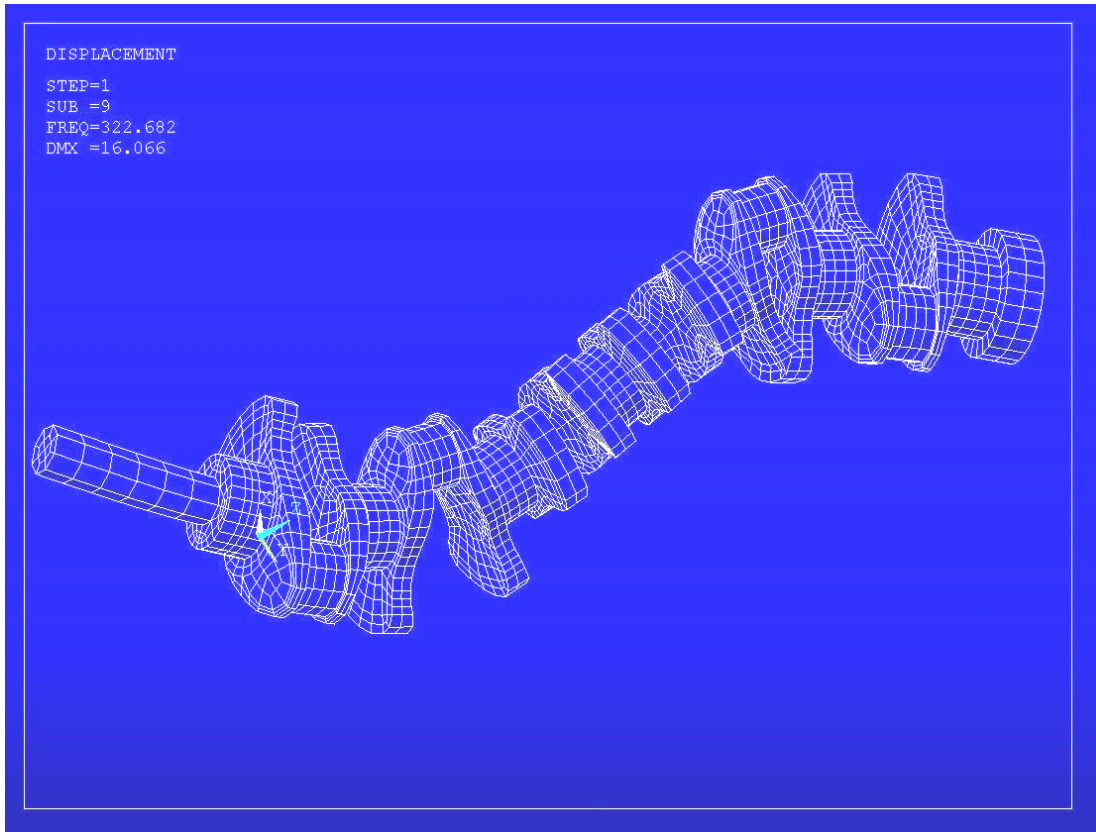 DISPLACEMENT
STEP=1
SUB =9
FREQ=322.682
DMX =16.066